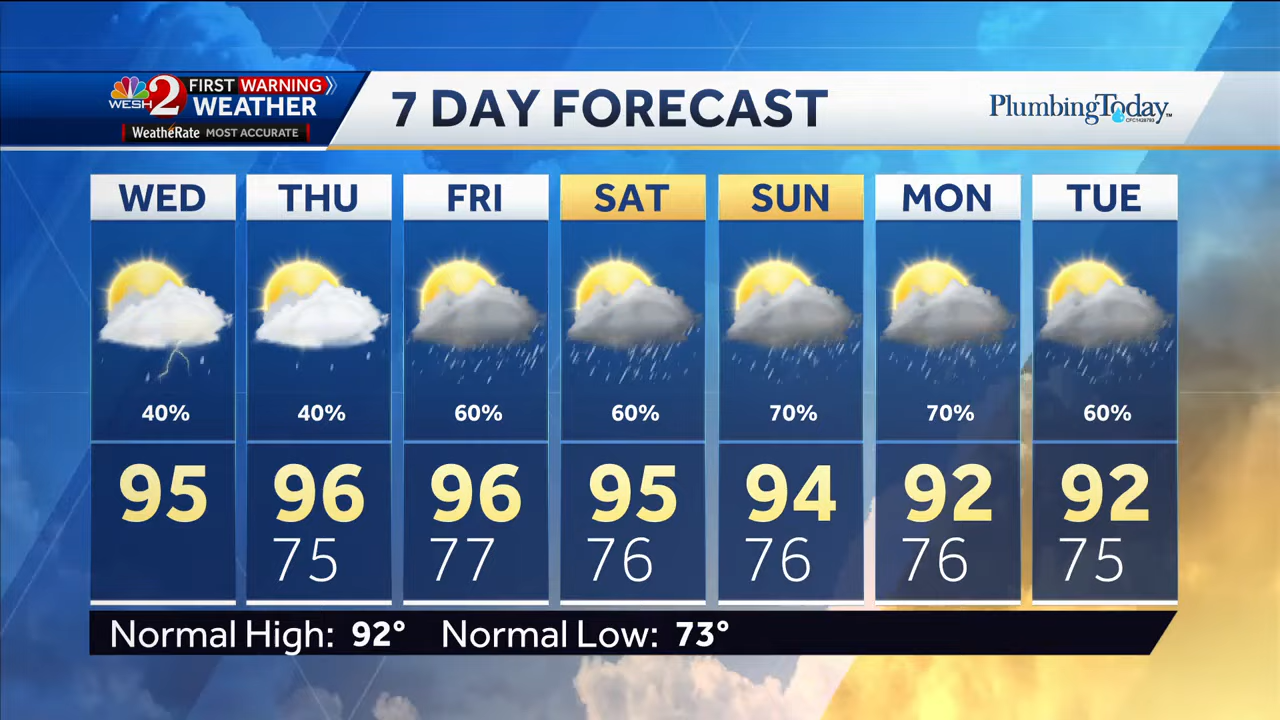 WESH 2 FIRST WARNING
WEATHER
WeatheRate MOST ACCURATE
7 DAY FORECAST
PlumbingToday™
CFC1428793
WED THU FRI SAT SUN MON TUE
40% 40% 60% 60% 70% 70% 60%
95 96 96 95 94 92 92
75 77 76 76 76 75
Normal High: 92° Normal Low: 73°